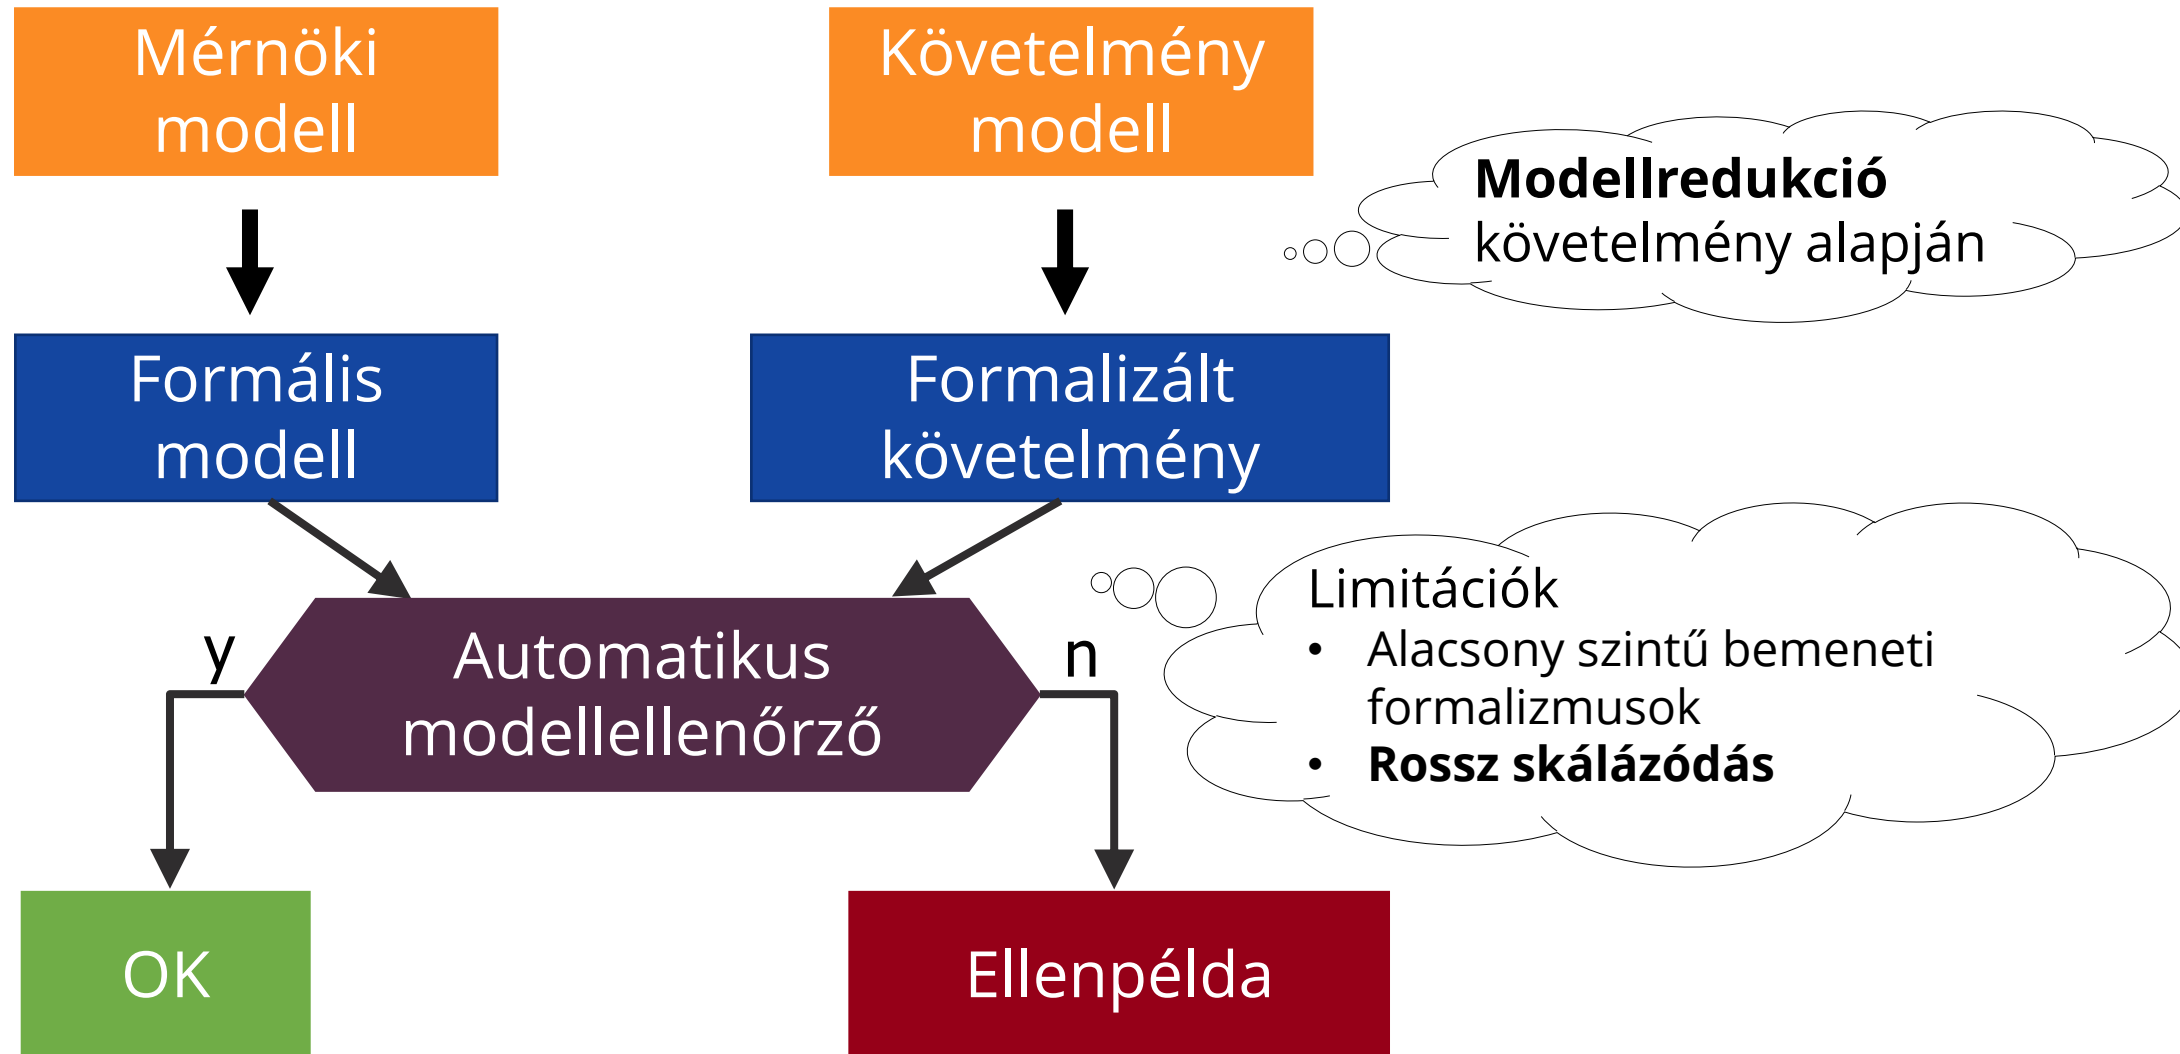 Mérnöki
modell
Követelmény
modell
Modellredukció
követelmény alapján
Formális
modell
Formalizált
követelmény
Limitációk
• Alacsony szintű bemeneti
formalizmusok
• Rossz skálázódás
y
Automatikus
modellellenőrző
n
OK
Ellenpélda